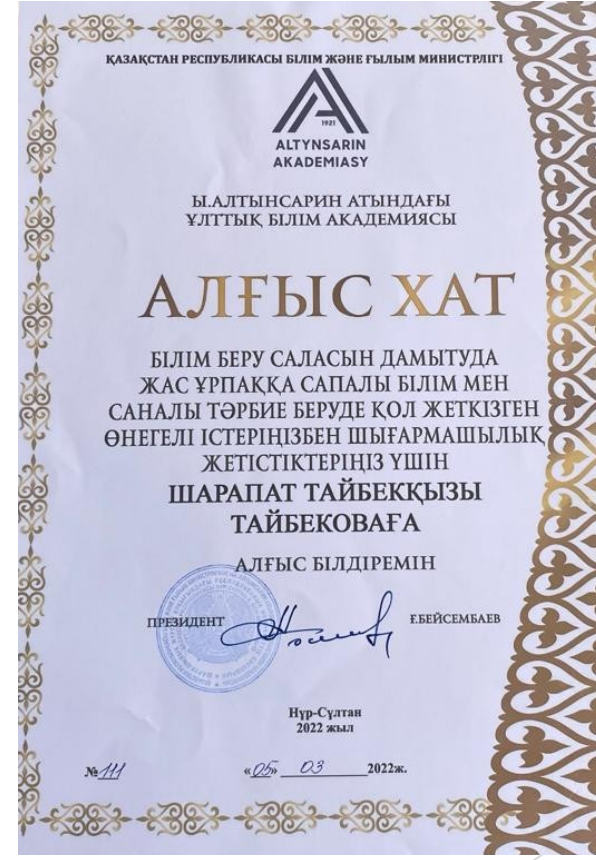 ҚАЗАҚСТАН РЕСПУБЛИКАСЫ БІЛІМ ЖӘНЕ ҒЫЛЫМ МИНИСТРЛІГІ
1921
ALTYNSARIN
AKADEMIASY
Ы.АЛТЫНСАРИН АТЫНДАҒЫ
ҰЛТТЫҚ БІЛІМ АКАДЕМИЯСЫ
АЛҒЫС ХАТ
БІЛІМ БЕРУ САЛАСЫН ДАМЫТУДА
ЖАС ҰРПАҚҚА САПАЛЫ БІЛІМ МЕН
САНАЛЫ ТӘРБИЕ БЕРУДЕ ҚОЛ ЖЕТКІЗГЕН
ӨНЕГЕЛІ ІСТЕРІҢІЗБЕН ШЫҒАРМАШЫЛЫҚ
ЖЕТІСТІКТЕРІҢІЗ ҮШІН
ШАРАПАТ ТАЙБЕКҚЫЗЫ
ТАЙБЕКОВАҒА
АЛҒЫС БІЛДІРЕМІН
ПРЕЗИДЕНТ Ғ.БЕЙСЕМБАЕВ
Нұр-Сұлтан
2022 жыл
№111 «05» 03 2022ж.